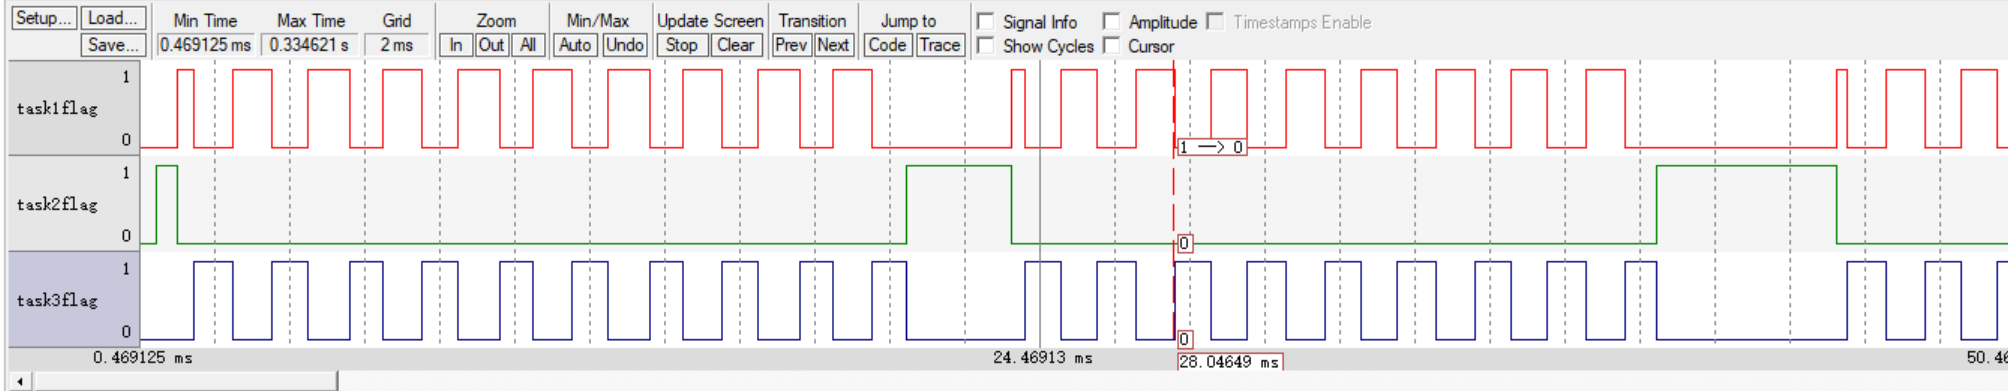 Setup... Load... Min Time Max Time Grid Zoom Min/Max Update Screen Transition Jump to Signal Info Amplitude Timestamps Enable
Save... 0.469125 ms 0.334621 s 2 ms In Out All Auto Undo Stop Clear Prev Next Code Trace Show Cycles Cursor
1
task1flag
0
1 —> 0
1
task2flag
0
0
1
task3flag
0
0
0.469125 ms 24.46913 ms 28.04649 ms 50.46